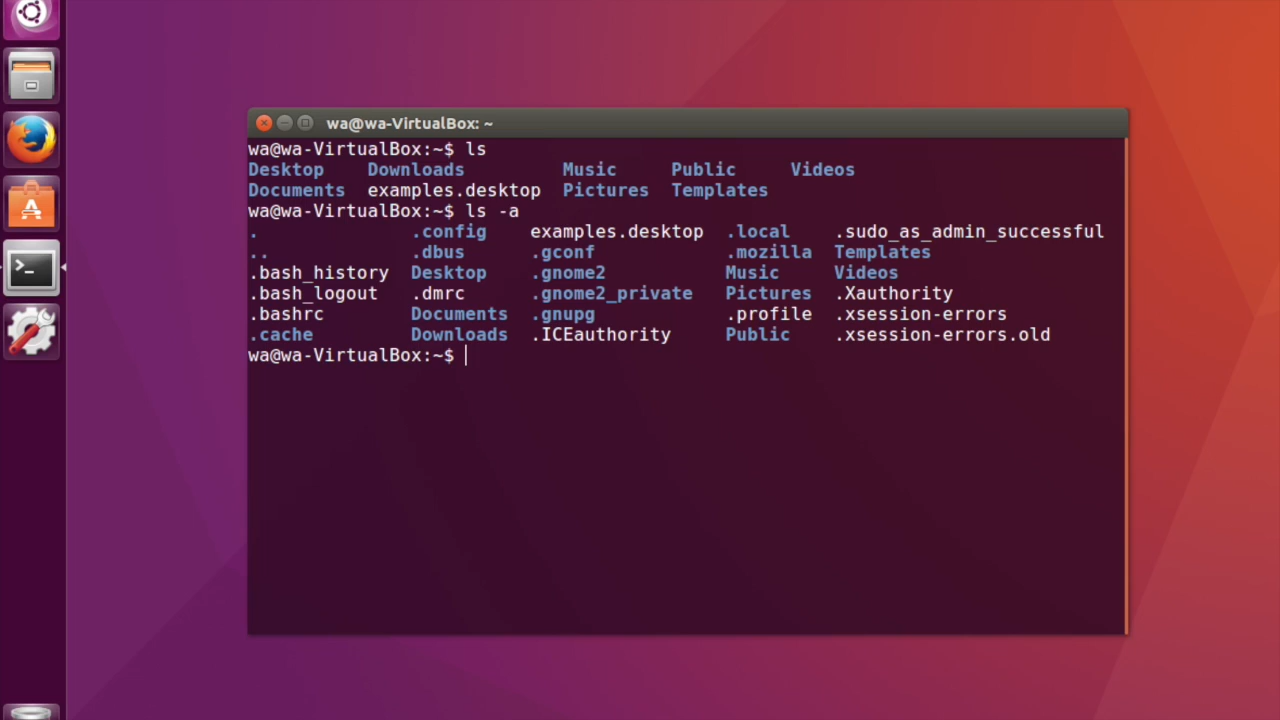 wa@wa-VirtualBox: ~
wa@wa-VirtualBox:~$ ls
Desktop Downloads Music Public Videos
Documents examples.desktop Pictures Templates
wa@wa-VirtualBox:~$ ls -a
. .config examples.desktop .local .sudo_as_admin_successful
.. .dbus .gconf .mozilla Templates
.bash_history Desktop .gnome2 Music Videos
.bash_logout .dmrc .gnome2_private Pictures .Xauthority
.bashrc Documents .gnupg .profile .xsession-errors
.cache Downloads .ICEauthority Public .xsession-errors.old
wa@wa-VirtualBox:~$